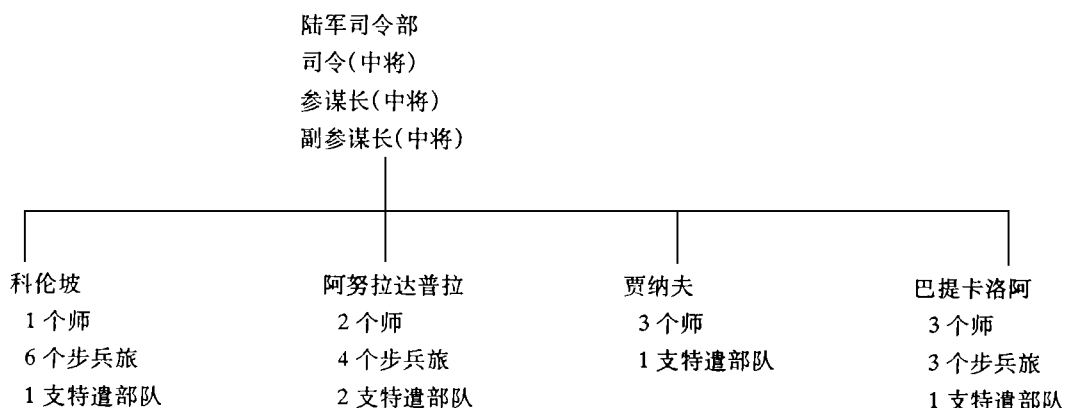 陆军司令部
司令(中将)
参谋长(中将)
副参谋长(中将)
科伦坡
1个师
6个步兵旅
1支特遣部队
阿努拉达普拉
2个师
4个步兵旅
2支特遣部队
贾纳夫
3个师
1支特遣部队
巴提卡洛阿
3个师
3个步兵旅
1支特遣部队